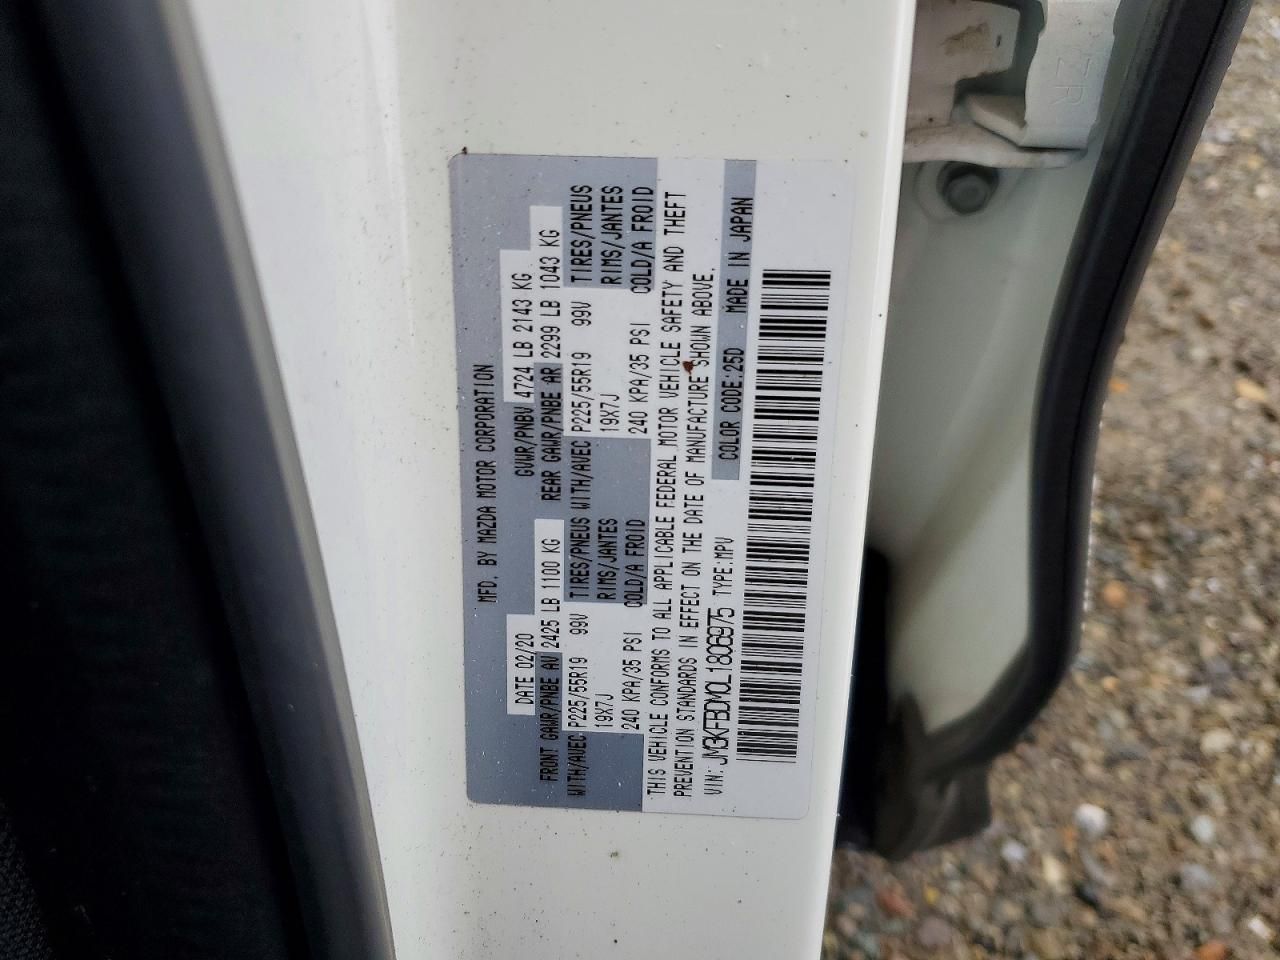 MFD. BY MAZDA MOTOR CORPORATION
DATE 02/20 GVWR/PNBV 4724 LB 2143 KG
FRONT GAWR/PNBE AV 2425 LB 1100 KG REAR GAWR/PNBE AR 2299 LB 1043 KG
WITH/AVEC P225/55R19 99V TIRES/PNEUS WITH/AVEC P225/55R19 99V TIRES/PNEUS
19X7J RIMS/JANTES 19X7J RIMS/JANTES
240 KPA/35 PSI COLD/A FROID 240 KPA/35 PSI COLD/A FROID
THIS VEHICLE CONFORMS TO ALL APPLICABLE FEDERAL MOTOR VEHICLE SAFETY AND THEFT
PREVENTION STANDARDS IN EFFECT ON THE DATE OF MANUFACTURE SHOWN ABOVE.
VIN: JM3KFBDM0L1806975 TYPE:MPV COLOR CODE:25D MADE IN JAPAN
ZR